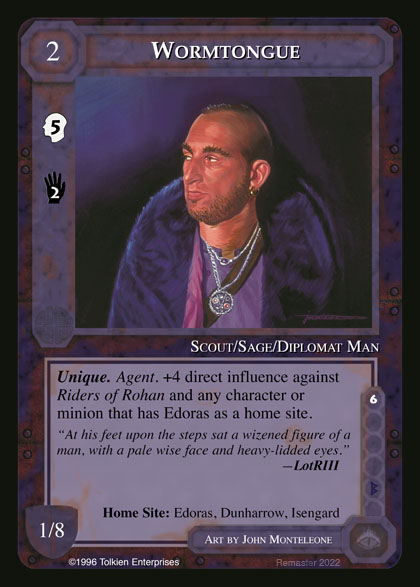 2
WORMTONGUE
5
2
SCOUT/SAGE/DIPLOMAT MAN
Unique. Agent. +4 direct influence against
Riders of Rohan and any character or
minion that has Edoras as a home site.
6
“At his feet upon the steps sat a wizened figure of a
man, with a pale wise face and heavy-lidded eyes.”
—LotRIII
Home Site: Edoras, Dunharrow, Isengard
1/8
ART BY JOHN MONTELEONE
©1996 Tolkien Enterprises
Remaster 2022